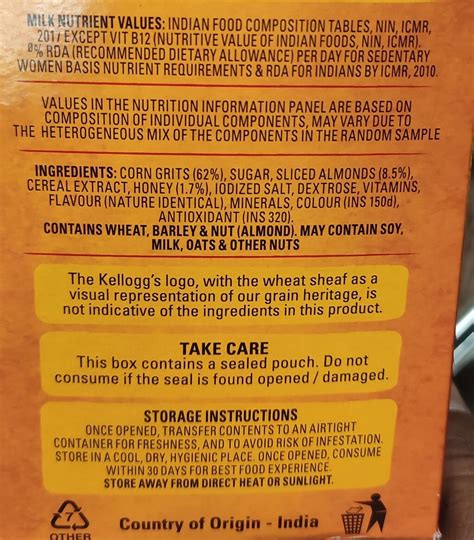 MILK NUTRIENT VALUES: INDIAN FOOD COMPOSITION TABLES, NIN, ICMR,
2017 EXCEPT VIT B12 (NUTRITIVE VALUE OF INDIAN FOODS, NIN, ICMR).
% RDA (RECOMMENDED DIETARY ALLOWANCE) PER DAY FOR SEDENTARY
WOMEN BASIS NUTRIENT REQUIREMENTS & RDA FOR INDIANS BY ICMR, 2010.
VALUES IN THE NUTRITION INFORMATION PANEL ARE BASED ON
COMPOSITION OF INDIVIDUAL COMPONENTS, MAY VARY DUE TO
THE HETEROGENEOUS MIX OF THE COMPONENTS IN THE RANDOM SAMPLE
INGREDIENTS: CORN GRITS (62%), SUGAR, SLICED ALMONDS (8.5%),
CEREAL EXTRACT, HONEY (1.7%), IODIZED SALT, DEXTROSE, VITAMINS,
FLAVOUR (NATURE IDENTICAL), MINERALS, COLOUR (INS 150d),
ANTIOXIDANT (INS 320).
CONTAINS WHEAT, BARLEY & NUT (ALMOND). MAY CONTAIN SOY,
MILK, OATS & OTHER NUTS
The Kellogg's logo, with the wheat sheaf as a
visual representation of our grain heritage, is
not indicative of the ingredients in this product.
TAKE CARE
This box contains a sealed pouch. Do not
consume if the seal is found opened / damaged.
STORAGE INSTRUCTIONS
ONCE OPENED, TRANSFER CONTENTS TO AN AIRTIGHT
CONTAINER FOR FRESHNESS, AND TO AVOID RISK OF INFESTATION.
STORE IN A COOL, DRY, HYGIENIC PLACE. ONCE OPENED, CONSUME
WITHIN 30 DAYS FOR BEST FOOD EXPERIENCE.
STORE AWAY FROM DIRECT HEAT OR SUNLIGHT.
7
OTHER
Country of Origin - India